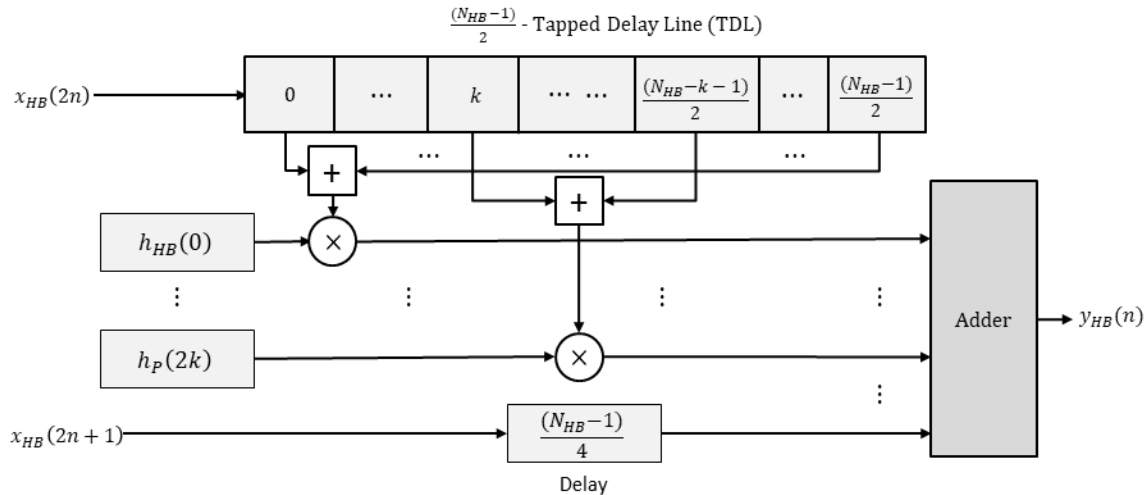 (N_HB−1)/2 - Tapped Delay Line (TDL)
x_HB(2n)
0 ⋯ k ⋯ ⋯ (N_HB−k−1)/2 ⋯ (N_HB−1)/2
⋯ ⋯ ⋯
+
+
h_HB(0) ×
⋮ ⋮ ⋮ ⋮
Adder y_HB(n)
h_P(2k) ×
⋮
x_HB(2n+1) (N_HB−1)/4
Delay